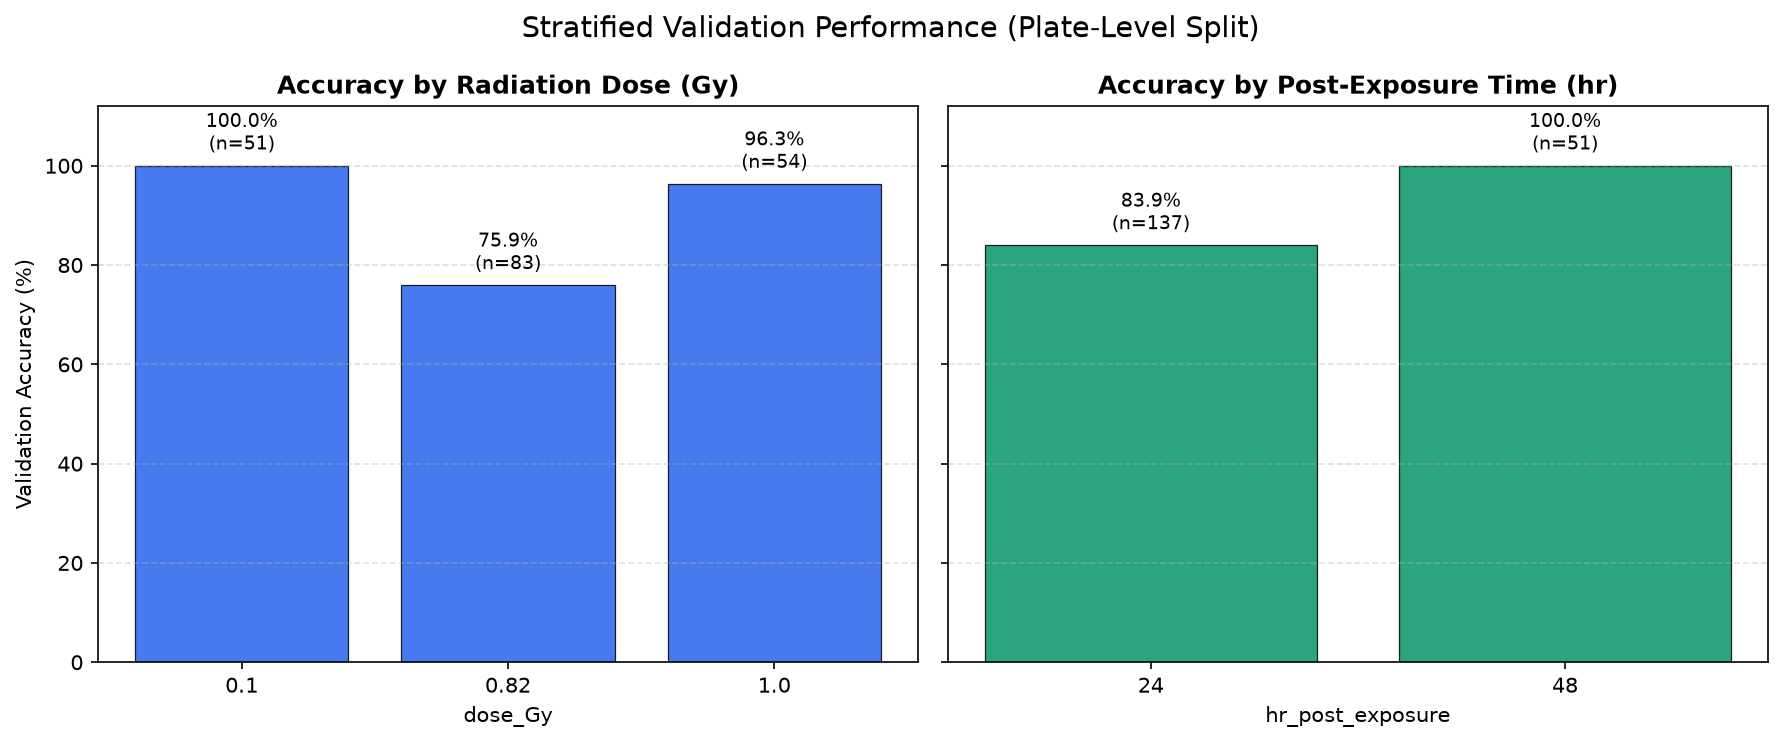 Stratified Validation Performance (Plate-Level Split)
Accuracy by Radiation Dose (Gy)
100.0%
(n=51)
75.9%
(n=83)
96.3%
(n=54)
Validation Accuracy (%)
100
80
60
40
20
0
0.1
0.82
1.0
dose_Gy
Accuracy by Post-Exposure Time (hr)
83.9%
(n=137)
100.0%
(n=51)
24
48
hr_post_exposure